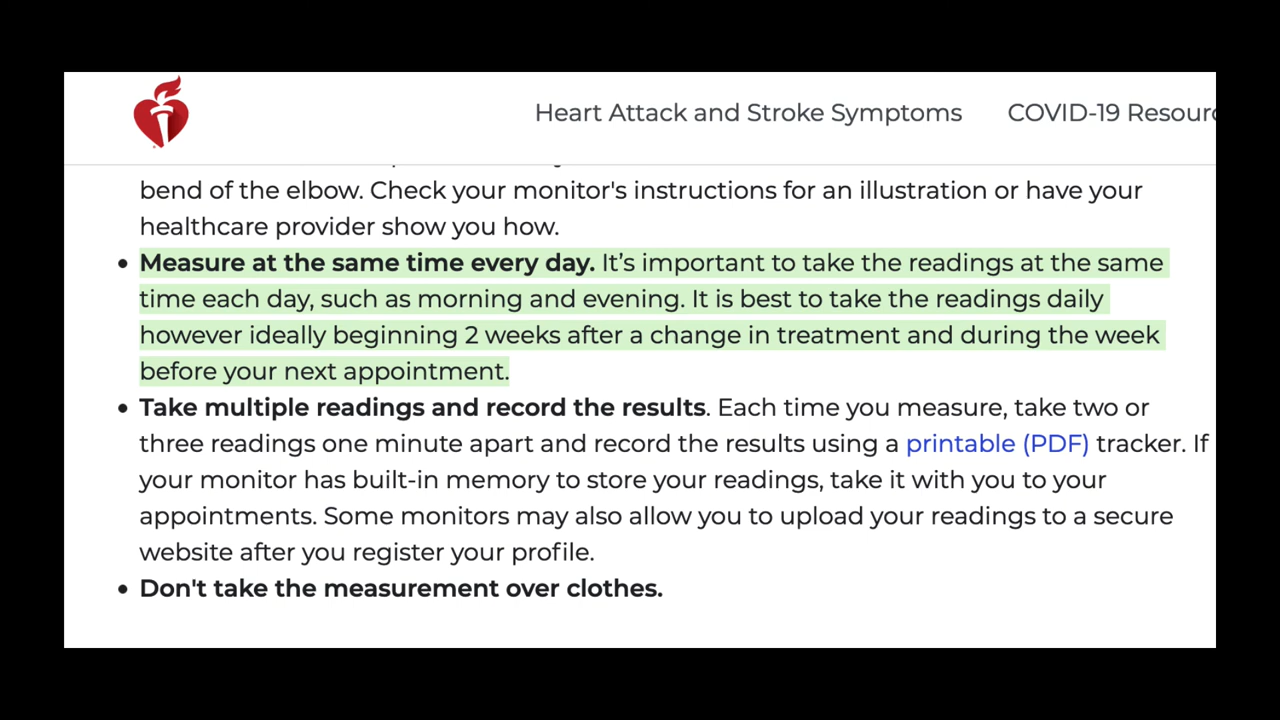 Heart Attack and Stroke Symptoms COVID-19
bend of the elbow. Check your monitor's instructions for an illustration or have your
healthcare provider show you how.
• Measure at the same time every day. It’s important to take the readings at the same
time each day, such as morning and evening. It is best to take the readings daily
however ideally beginning 2 weeks after a change in treatment and during the week
before your next appointment.
• Take multiple readings and record the results. Each time you measure, take two or
three readings one minute apart and record the results using a printable (PDF) tracker. If
your monitor has built-in memory to store your readings, take it with you to your
appointments. Some monitors may also allow you to upload your readings to a secure
website after you register your profile.
• Don't take the measurement over clothes.